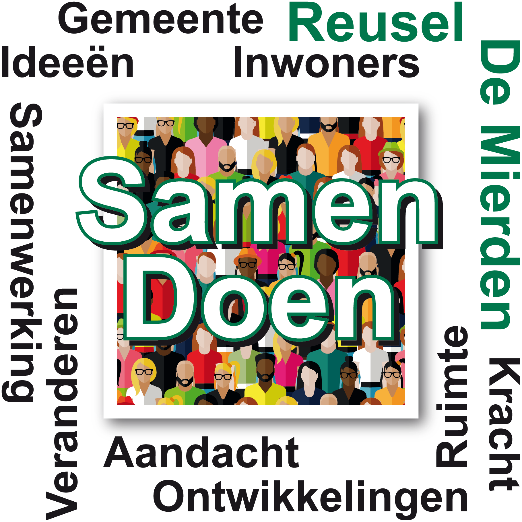 Gemeente
Reusel
De Mierden
Ideeën
Inwoners
Samenwerking
Samen
Doen
Veranderen
Ruimte
Kracht
Aandacht
Ontwikkelingen